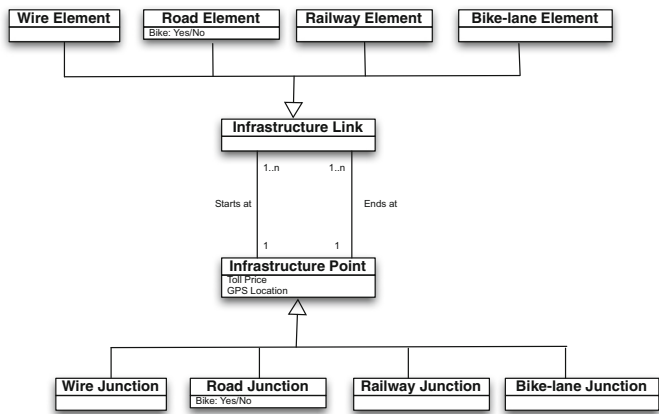 Wire Element
Road Element
Bike: Yes/No
Railway Element
Bike-lane Element
Infrastructure Link
1..n
1..n
Starts at
Ends at
1
1
Infrastructure Point
Toll Price
GPS Location
Wire Junction
Road Junction
Bike: Yes/No
Railway Junction
Bike-lane Junction